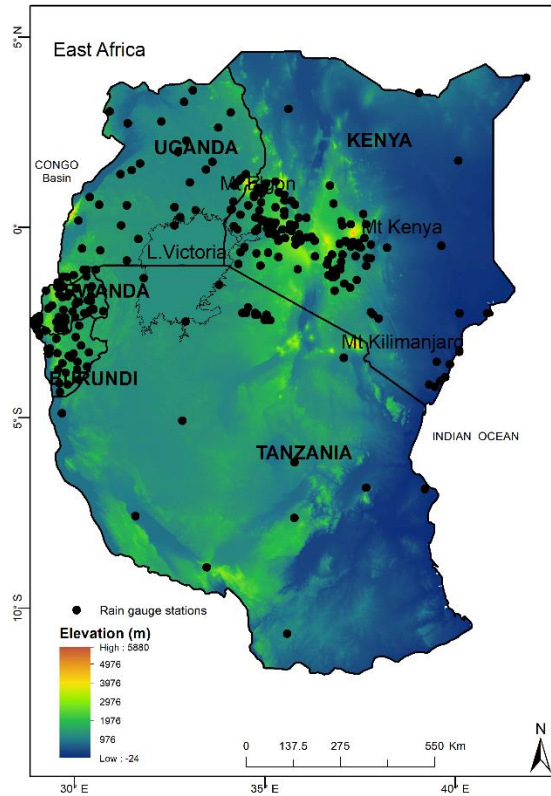 5°N
East Africa
UGANDA
KENYA
CONGO
Basin
Mt Elgon
0°
Mt Kenya
L.Victoria
RWANDA
Mt Kilimanjaro
BURUNDI
5°S
INDIAN OCEAN
TANZANIA
10°S
Rain gauge stations
Elevation (m)
High : 5880
4976
3976
2976
1976
976
Low : -24
0 137.5 275 550 Km
N
30°E 35°E 40°E